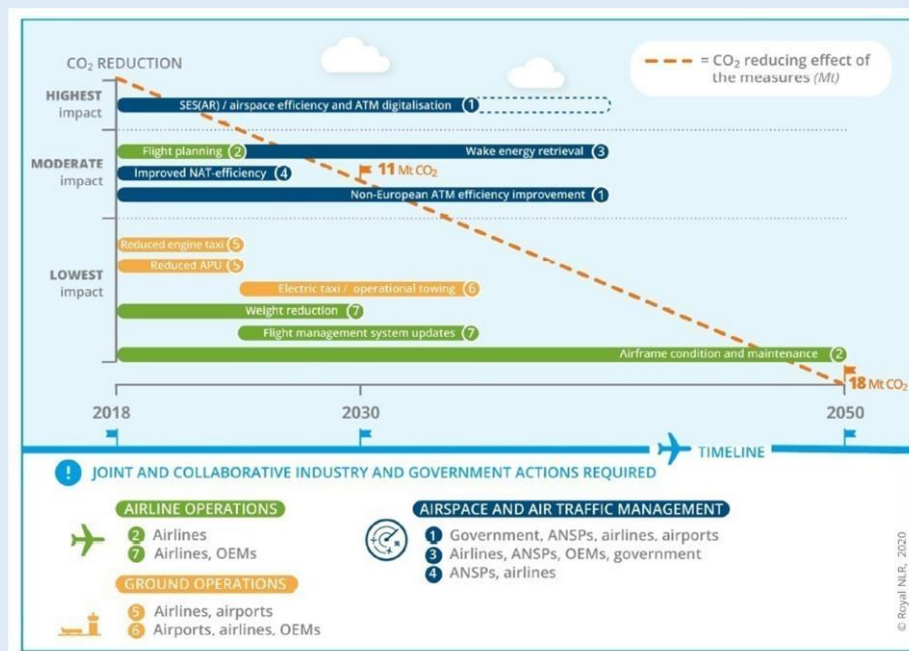 CO₂ REDUCTION
= CO₂ reducing effect of
the measures (Mt)
HIGHEST
impact
SES(AR) / airspace efficiency and ATM digitalisation 1
MODERATE
impact
Flight planning 2
Wake energy retrieval 3
Improved NAT-efficiency 4
11 Mt CO₂
Non-European ATM efficiency improvement 1
LOWEST
impact
Reduced engine taxi 5
Reduced APU 5
Electric taxi / operational towing 6
Weight reduction 7
Flight management system updates 7
Airframe condition and maintenance 2
18 Mt CO₂
2018
2030
2050
TIMELINE
! JOINT AND COLLABORATIVE INDUSTRY AND GOVERNMENT ACTIONS REQUIRED
AIRLINE OPERATIONS
2 Airlines
7 Airlines, OEMs
GROUND OPERATIONS
5 Airlines, airports
6 Airports, airlines, OEMs
AIRSPACE AND AIR TRAFFIC MANAGEMENT
1 Government, ANSPs, airlines, airports
3 Airlines, ANSPs, OEMs, government
4 ANSPs, airlines
© Royal NLR, 2020